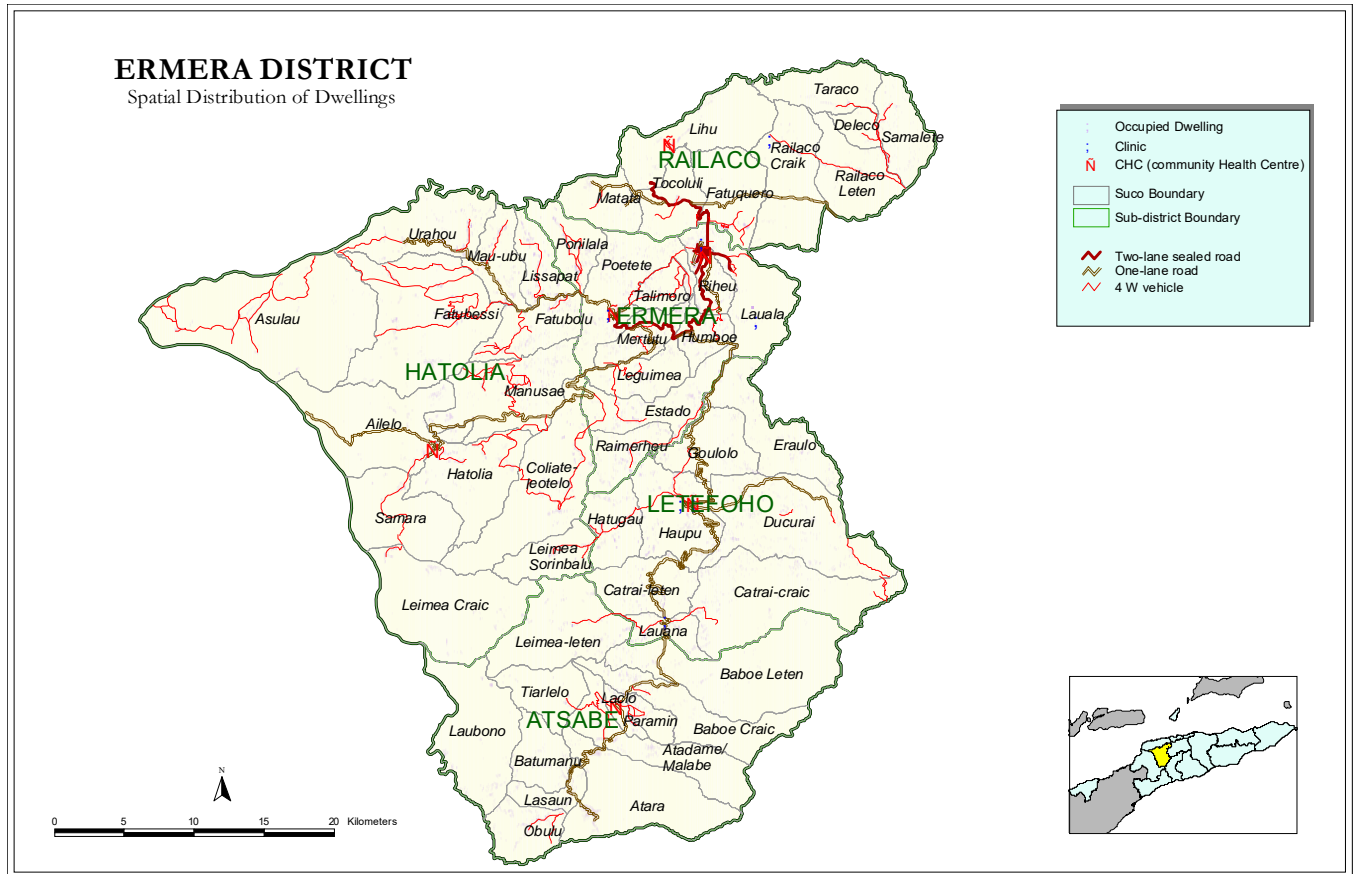 ERMERA DISTRICT
Spatial Distribution of Dwellings
Taraco
Lihu
Deleco
Samalete
Ñ
RAILACO
Railaco
Craik
Railaco
Leten
Tocoluli
Fatuquero
Matata
Urahou
Mau-ubu
Ponilala
Poetete
Lissapat
Riheu
Talimoro
Asulau
Fatubessi
Fatubolu
ERMERA
Lauala
Mertutu
Humboe
HATOLIA
Leguimea
Manusae
Estado
Ailelo
Raimerheu
Goulolo
Eraulo
Ñ
Hatolia
Coliate-
leotelo
LETEFOHO
Samara
Hatugau
Haupu
Ducurai
Leimea
Sorinbalu
Catrai-leten
Catrai-craic
Leimea Craic
Lauana
Leimea-leten
Baboe Leten
Tiarlelo
Laclo
ATSABE
Paramin
Laubono
Baboe Craic
Atadame/
Malabe
Batumanu
Lasaun
Atara
Obulu
Occupied Dwelling
; Clinic
Ñ CHC (community Health Centre)
Suco Boundary
Sub-district Boundary
Two-lane sealed road
One-lane road
4 W vehicle
N
0 5 10 15 20 Kilometers